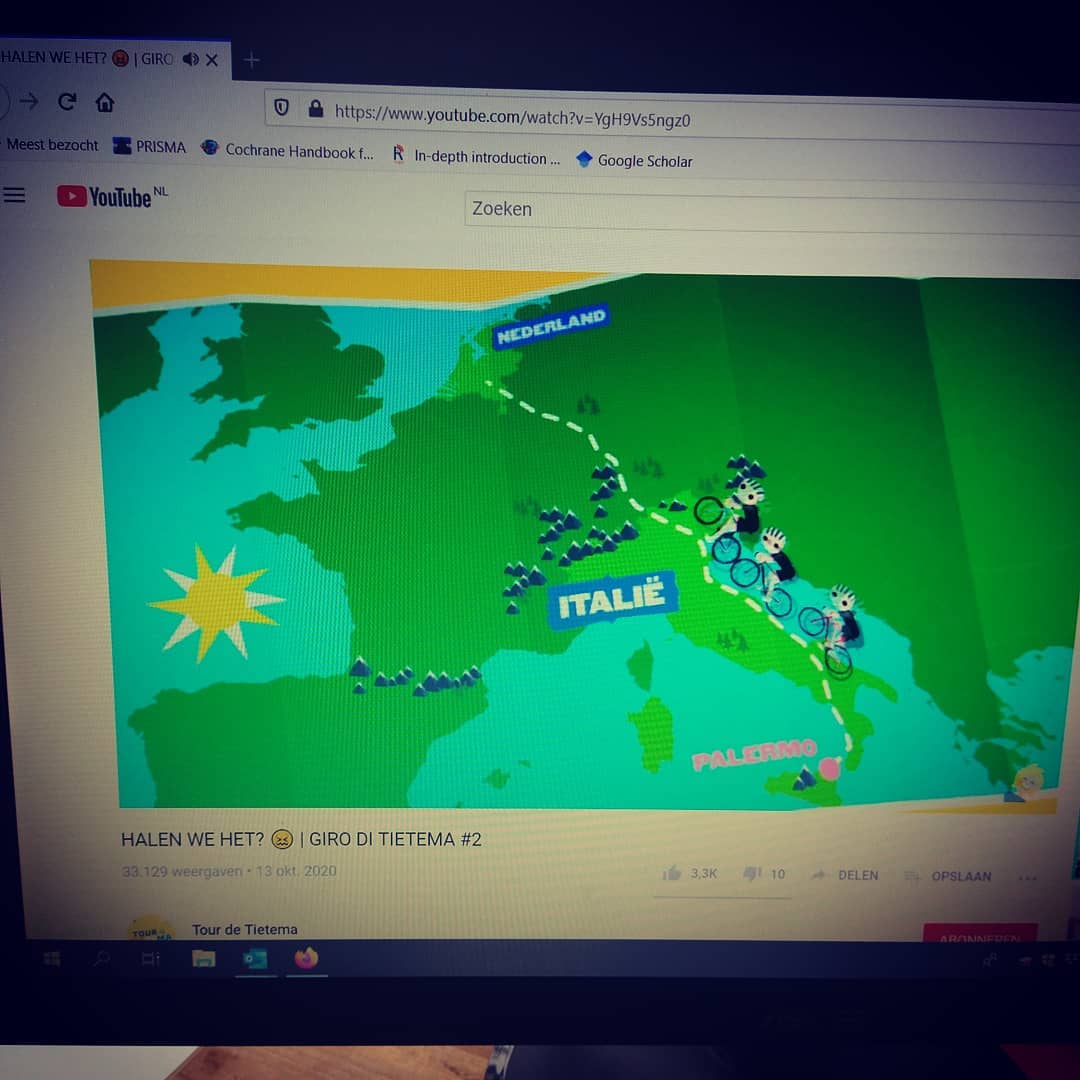 HALEN WE HET? 😡 | GIRO
https://www.youtube.com/watch?v=YgH9Vs5ngz0
Meest bezocht PRISMA Cochrane Handbook f... In-depth introduction ... Google Scholar
YouTube NL
Zoeken
NEDERLAND
ITALIË
PALERMO
HALEN WE HET? 😖 | GIRO DI TIETEMA #2
33.129 weergaven • 13 okt. 2020
3,3K 10 DELEN OPSLAAN ...
Tour de Tietema
TOUR
ABONNEREN